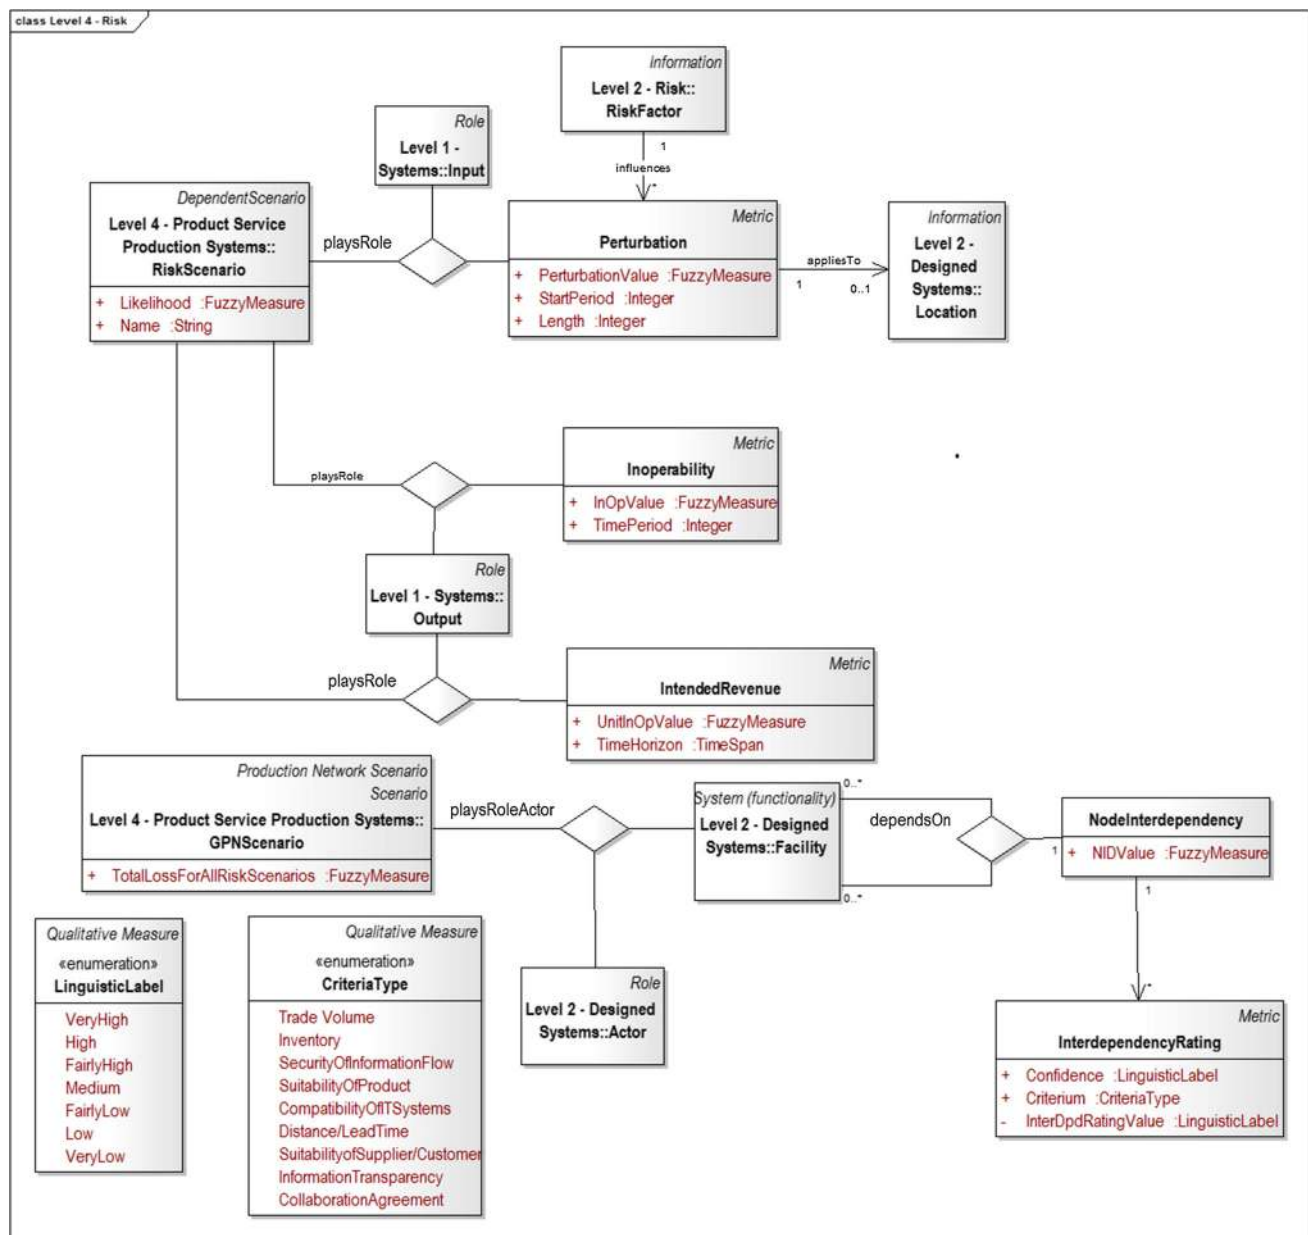 class Level 4 - Risk
Information
Level 2 - Risk::
RiskFactor
1
influences
*
Role
Level 1 -
Systems::Input
DependentScenario
Level 4 - Product Service
Production Systems::
RiskScenario
+ Likelihood :FuzzyMeasure
+ Name :String
playsRole
Metric
Perturbation
+ PerturbationValue :FuzzyMeasure
+ StartPeriod :Integer
+ Length :Integer
appliesTo
1
0..1
Information
Level 2 -
Designed
Systems::
Location
playsRole
Metric
Inoperability
+ InOpValue :FuzzyMeasure
+ TimePeriod :Integer
Role
Level 1 - Systems::
Output
playsRole
Metric
IntendedRevenue
+ UnitInOpValue :FuzzyMeasure
+ TimeHorizon :TimeSpan
Production Network Scenario
Scenario
Level 4 - Product Service Production Systems::
GPNScenario
+ TotalLossForAllRiskScenarios :FuzzyMeasure
playsRoleActor
System (functionality)
Level 2 - Designed
Systems::Facility
0..*
dependsOn
0..*
1
NodeInterdependency
+ NIDValue :FuzzyMeasure
1
*
Qualitative Measure
«enumeration»
LinguisticLabel
VeryHigh
High
FairlyHigh
Medium
FairlyLow
Low
VeryLow
Qualitative Measure
«enumeration»
CriteriaType
Trade Volume
Inventory
SecurityOfInformationFlow
SuitabilityOfProduct
CompatibilityOfITSystems
Distance/LeadTime
SuitabilityofSupplier/Customer
InformationTransparency
CollaborationAgreement
Role
Level 2 - Designed
Systems::Actor
Metric
InterdependencyRating
+ Confidence :LinguisticLabel
+ Criterium :CriteriaType
- InterDpdRatingValue :LinguisticLabel